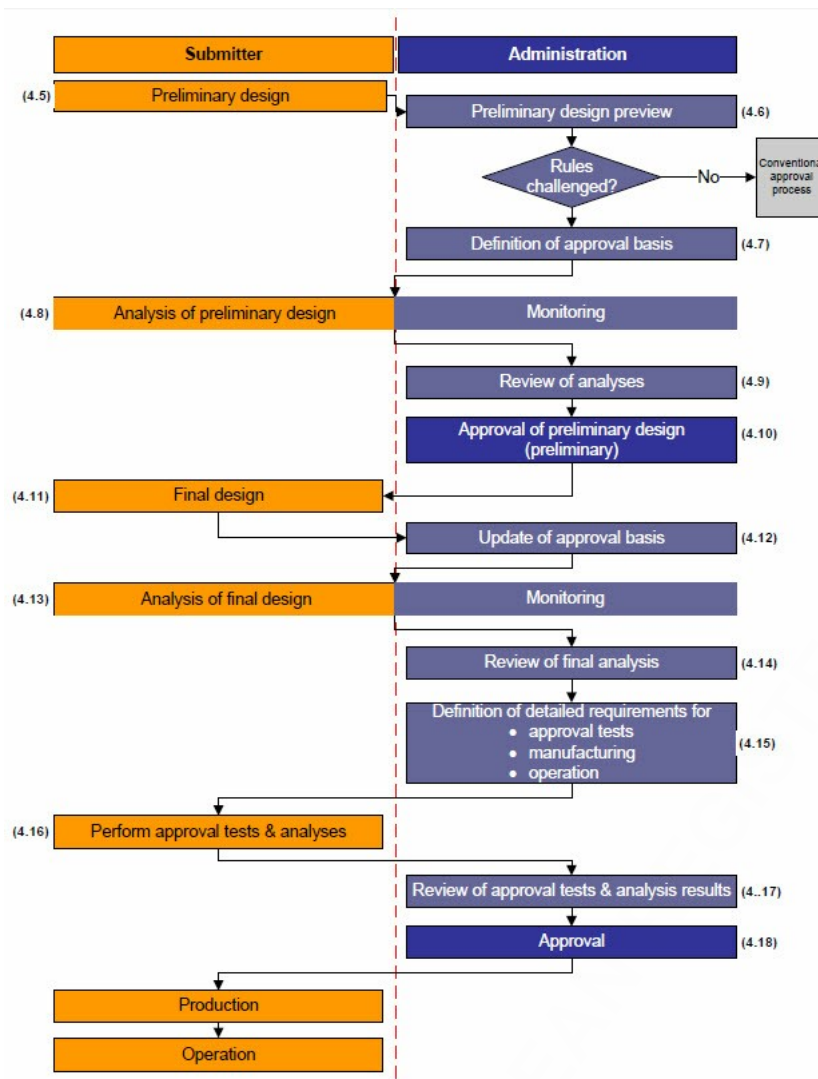 Submitter
Administration
(4.5)
Preliminary design
Preliminary design preview
(4.6)
Rules
challenged?
No
Conventiona
approval
process
Definition of approval basis
(4.7)
(4.8)
Analysis of preliminary design
Monitoring
Review of analyses
(4.9)
Approval of preliminary design
(preliminary)
(4.10)
(4.11)
Final design
Update of approval basis
(4.12)
(4.13)
Analysis of final design
Monitoring
Review of final analysis
(4.14)
Definition of detailed requirements for
• approval tests
• manufacturing
• operation
(4.15)
(4.16)
Perform approval tests & analyses
Review of approval tests & analysis results
(4..17)
Approval
(4.18)
Production
Operation